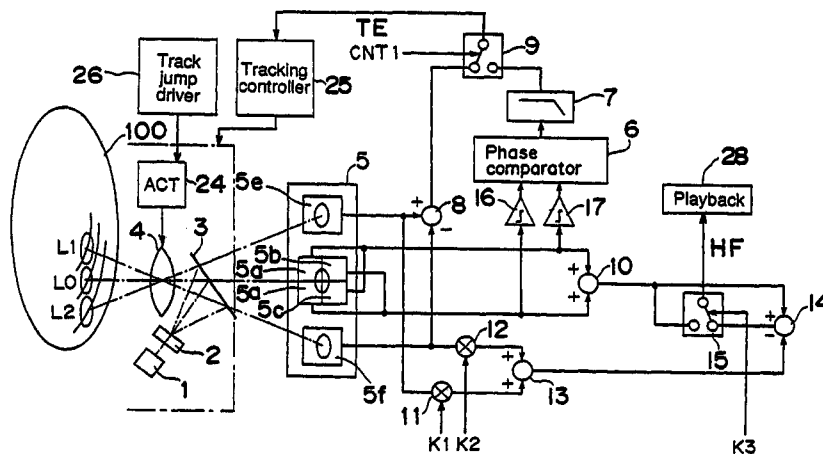 TE
CNT1
9
Track
jump
driver
26
Tracking
controller
25
7
100
ACT
24
5
Phase
comparator
6
28
Playback
5e
4
3
8
16
17
HF
L1
L0
L2
5b
5a
5a
5c
10
14
15
12
2
1
5f
11
13
K1
K2
K3
+
-
+
+
+
+
+
-